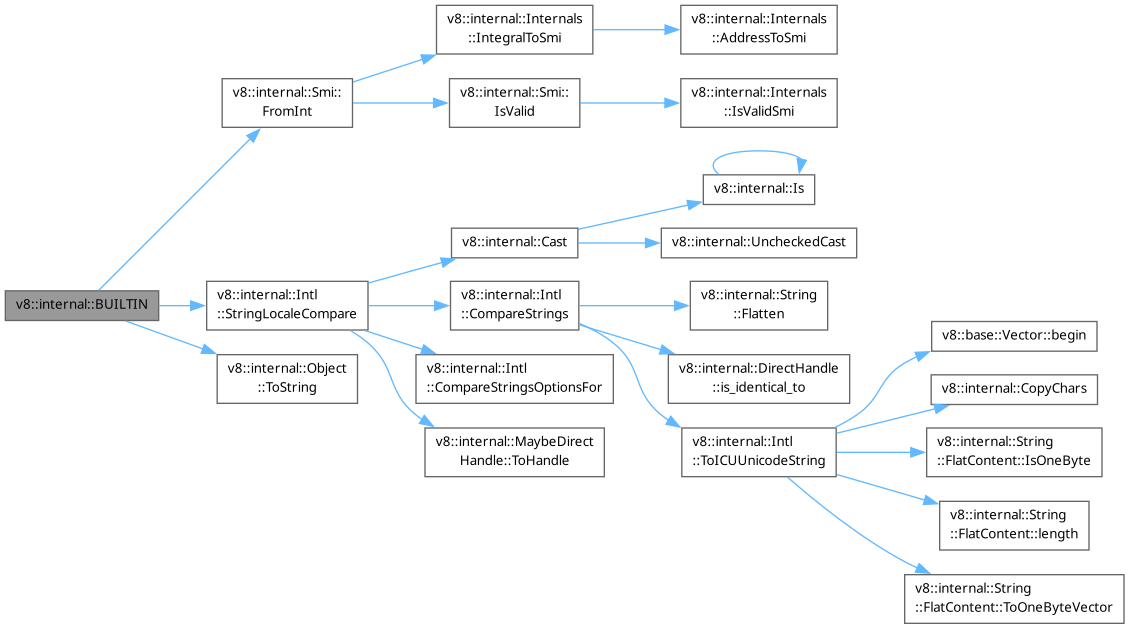 v8::internal::Internals
::IntegralToSmi
v8::internal::Internals
::AddressToSmi
v8::internal::Smi::
FromInt
v8::internal::Smi::
IsValid
v8::internal::Internals
::IsValidSmi
v8::internal::Is
v8::internal::Cast
v8::internal::UncheckedCast
v8::internal::BUILTIN
v8::internal::Intl
::StringLocaleCompare
v8::internal::Intl
::CompareStrings
v8::internal::String
::Flatten
v8::internal::Object
::ToString
v8::internal::Intl
::CompareStringsOptionsFor
v8::internal::DirectHandle
::is_identical_to
v8::base::Vector::begin
v8::internal::CopyChars
v8::internal::MaybeDirect
Handle::ToHandle
v8::internal::Intl
::ToICUUnicodeString
v8::internal::String
::FlatContent::IsOneByte
v8::internal::String
::FlatContent::length
v8::internal::String
::FlatContent::ToOneByteVector